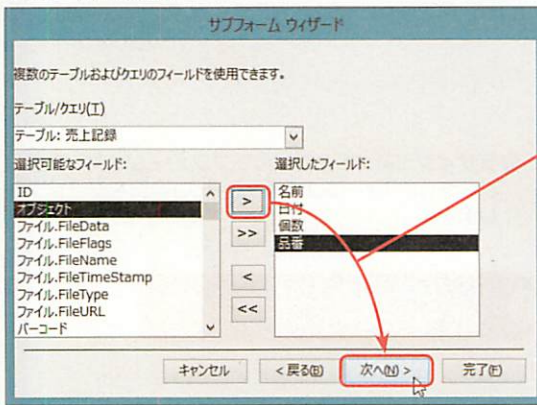 サブフォーム ウィザード
複数のテーブルおよびクエリのフィールドを使用できます。
テーブル/クエリ(T)
テーブル: 売上記録
選択可能なフィールド:
選択したフィールド:
ID
オブジェクト
ファイル.FileData
ファイル.FileFlags
ファイル.FileName
ファイル.FileTimeStamp
ファイル.FileType
ファイル.FileURL
バーコード
>
>>
<
<<
名前
日付
個数
品番
キャンセル
< 戻る(B)
次へ(N) >
完了(F)